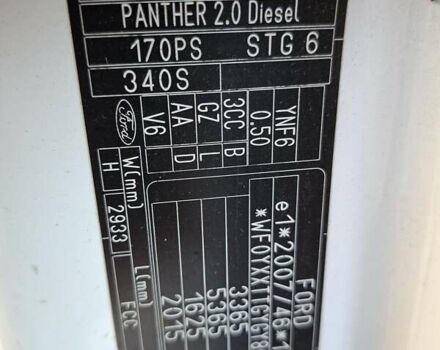 PANTHER 2.0 Diesel
170PS STG 6
340S
Ford
YNF6
0.50
3CC B
GZ L
AA D
V6
W(mm) L(mm)
H 2933 FCC
FORD
e1*2007/46*1
3365
5365
1625
2015